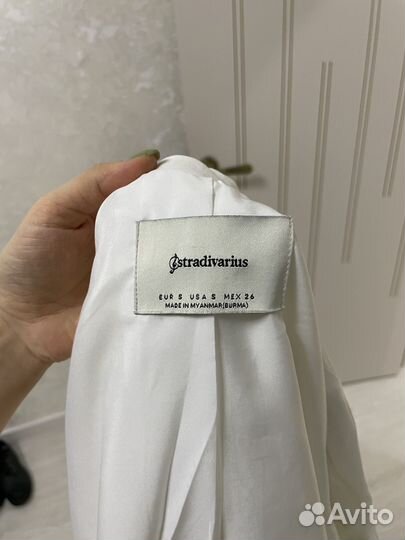 stradivarius
EUR S USA S MEX 26
MADE IN MYANMAR(BURMA)
Avito